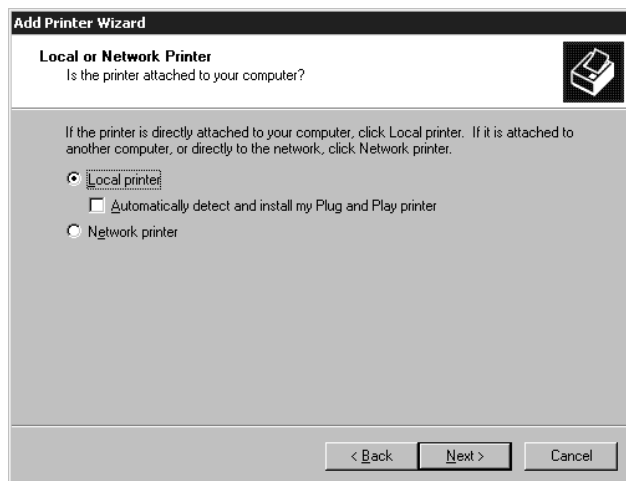 Add Printer Wizard
Local or Network Printer
Is the printer attached to your computer?
If the printer is directly attached to your computer, click Local printer.  If it is attached to
another computer, or directly to the network, click Network printer.
Local printer
Automatically detect and install my Plug and Play printer
Network printer
< Back Next > Cancel